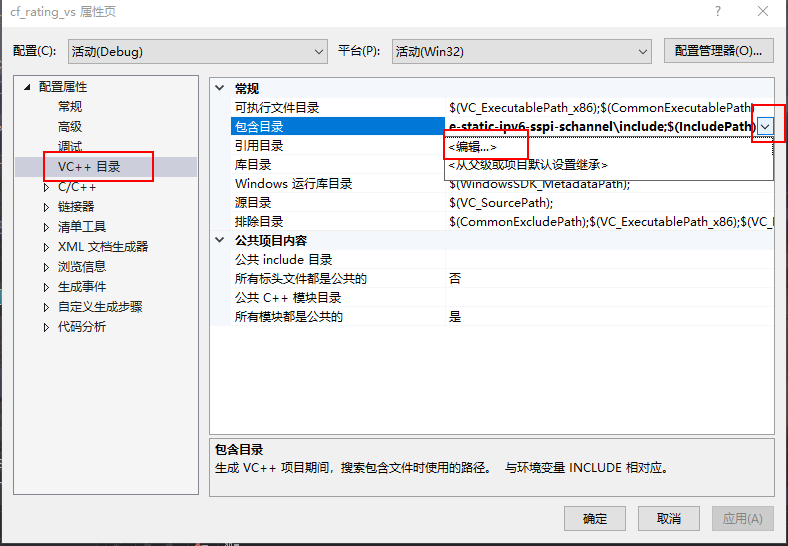 cf_rating_vs 属性页
配置(C): 活动(Debug) 平台(P): 活动(Win32) 配置管理器(O)...
配置属性
常规
高级
调试
VC++ 目录
C/C++
链接器
清单工具
XML 文档生成器
浏览信息
生成事件
自定义生成步骤
代码分析
常规
可执行文件目录 $(VC_ExecutablePath_x86);$(CommonExecutablePath)
包含目录 e-static-ipv6-sspi-schannel\include;$(IncludePath)
引用目录 <编辑...>
库目录 <从父级或项目默认设置继承>
Windows 运行库目录 $(WindowsSDK_MetadataPath);
源目录 $(VC_SourcePath);
排除目录 $(CommonExcludePath);$(VC_ExecutablePath_x86);$(VC_
公共项目内容
公共 include 目录
所有标头文件都是公共的 否
公共 C++ 模块目录
所有模块都是公共的 是
包含目录
生成 VC++ 项目期间，搜索包含文件时使用的路径。 与环境变量 INCLUDE 相对应。
确定 取消 应用(A)